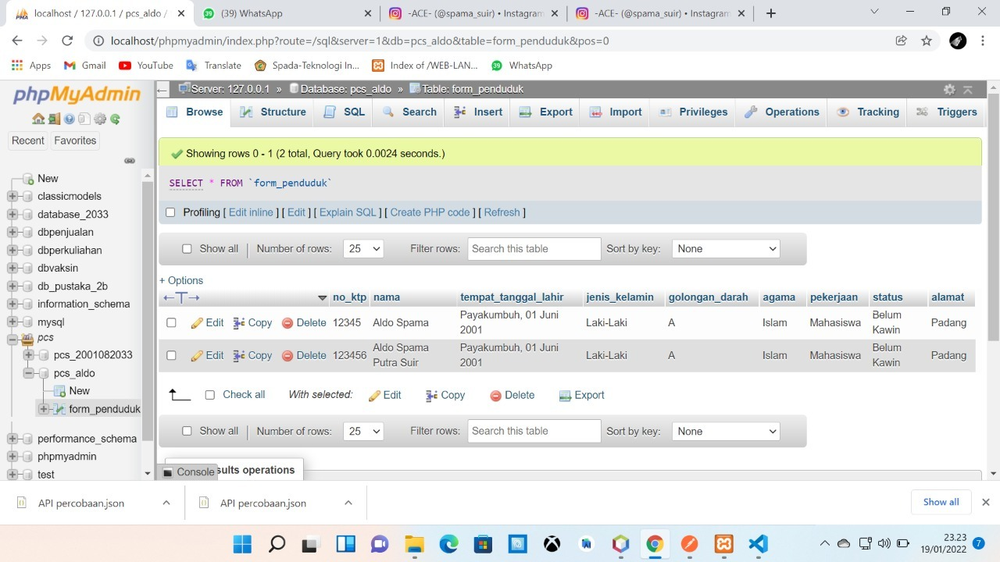 localhost / 127.0.0.1 / pcs_aldo /
(39) WhatsApp
-ACE- (@spama_suir) • Instagram
-ACE- (@spama_suir) • Instagram
localhost/phpmyadmin/index.php?route=/sql&server=1&db=pcs_aldo&table=form_penduduk&pos=0
Apps Gmail YouTube Translate Spada-Teknologi In... Index of /WEB-LAN... 39 WhatsApp
phpMyAdmin
Recent Favorites
New
classicmodels
database_2033
dbpenjualan
dbperkuliahan
dbvaksin
db_pustaka_2b
information_schema
mysql
pcs
pcs_2001082033
pcs_aldo
New
form_penduduk
performance_schema
phpmyadmin
test
Server: 127.0.0.1 » Database: pcs_aldo » Table: form_penduduk
Browse Structure SQL Search Insert Export Import Privileges Operations Tracking Triggers
Showing rows 0 - 1 (2 total, Query took 0.0024 seconds.)
SELECT * FROM `form_penduduk`
Profiling [ Edit inline ] [ Edit ] [ Explain SQL ] [ Create PHP code ] [ Refresh ]
Show all | Number of rows: 25 Filter rows: Search this table Sort by key: None
+ Options
←T→ no_ktp nama tempat_tanggal_lahir jenis_kelamin golongan_darah agama pekerjaan status alamat
Edit Copy Delete 12345 Aldo Spama Payakumbuh, 01 Juni 2001 Laki-Laki A Islam Mahasiswa Belum Kawin Padang
Edit Copy Delete 123456 Aldo Spama Putra Suir Payakumbuh, 01 Juni 2001 Laki-Laki A Islam Mahasiswa Belum Kawin Padang
Check all With selected: Edit Copy Delete Export
Show all | Number of rows: 25 Filter rows: Search this table Sort by key: None
Console sults operations
API percobaan.json API percobaan.json Show all
23.23
19/01/2022 7